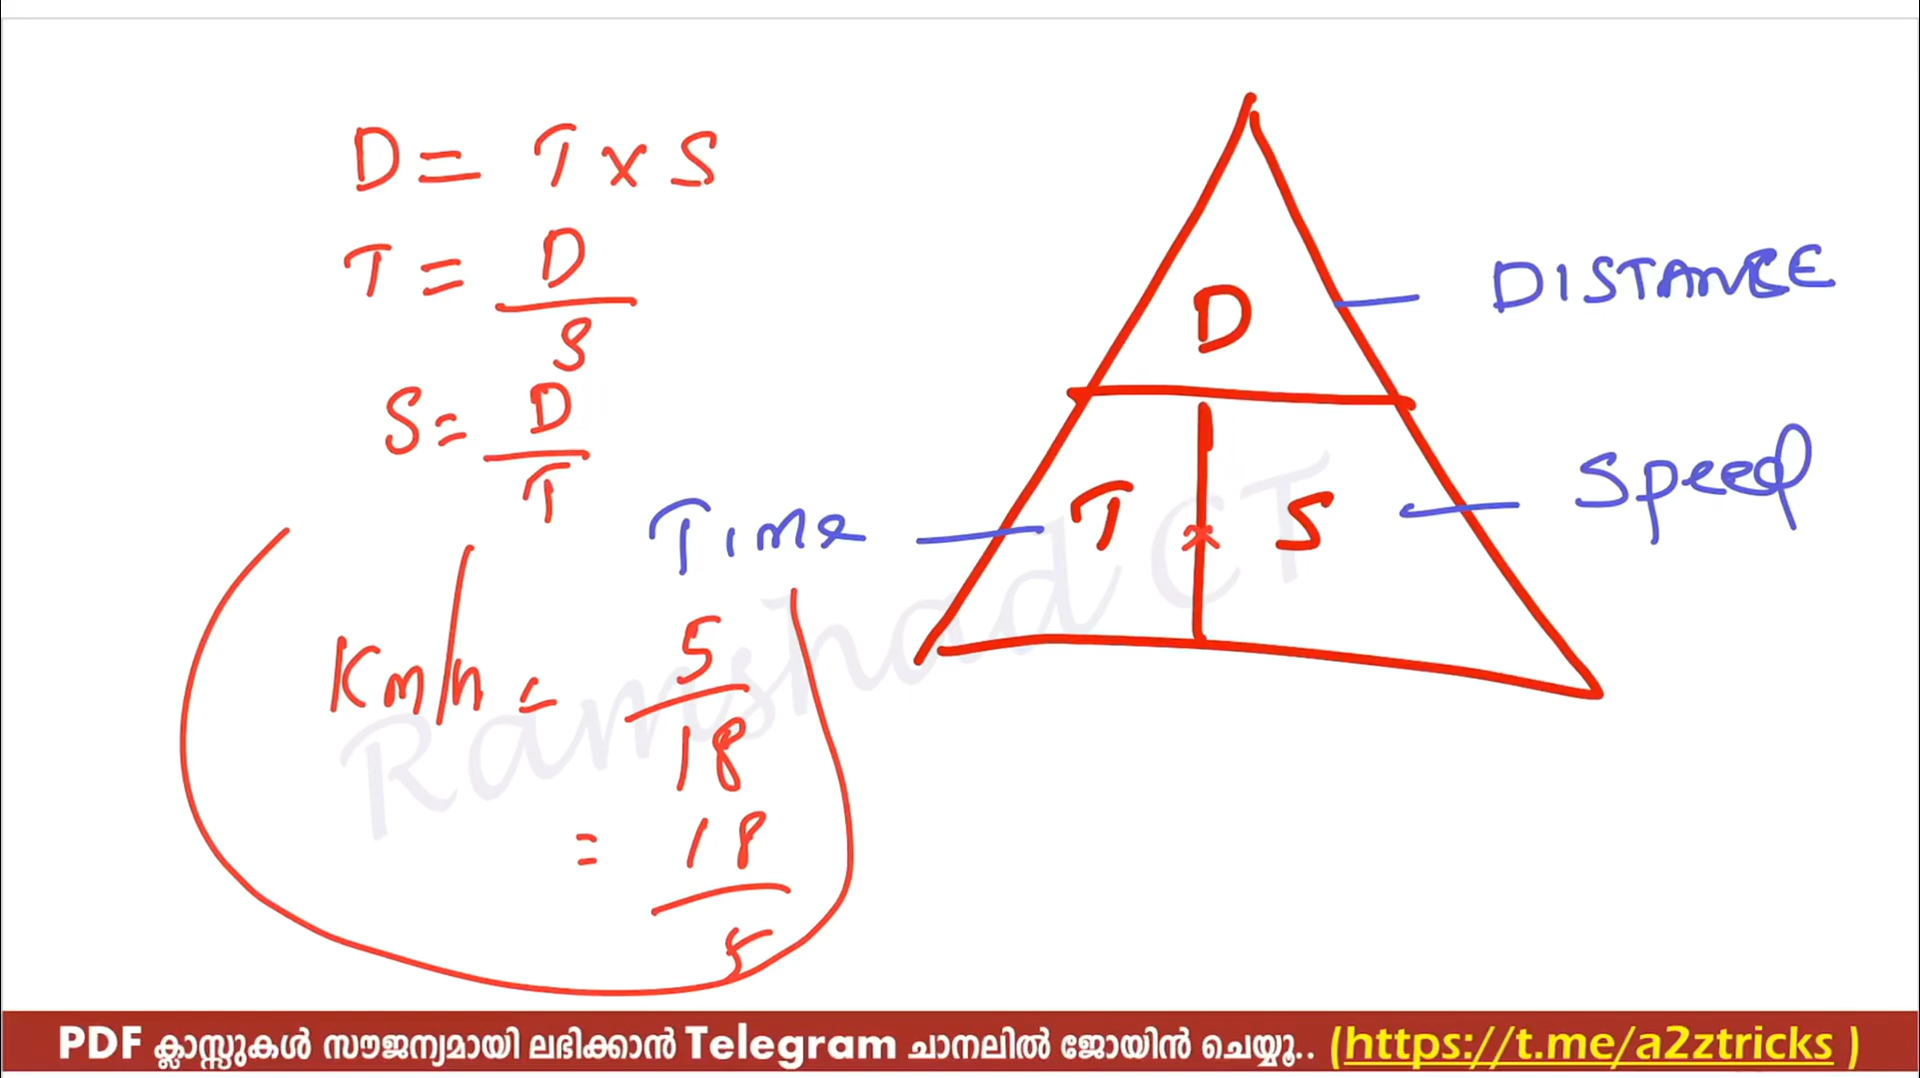 D = T x S
T = D
S
S = D
T
Time
Km/h = 5
18
= 18
5
D
T x S
DISTANCE
Speed
Ramshad CT
PDF ക്ലാസ്സുകൾ സൗജന്യമായി ലഭിക്കാൻ Telegram ചാനലിൽ ജോയിൻ ചെയ്യൂ.. (https://t.me/a2ztricks )